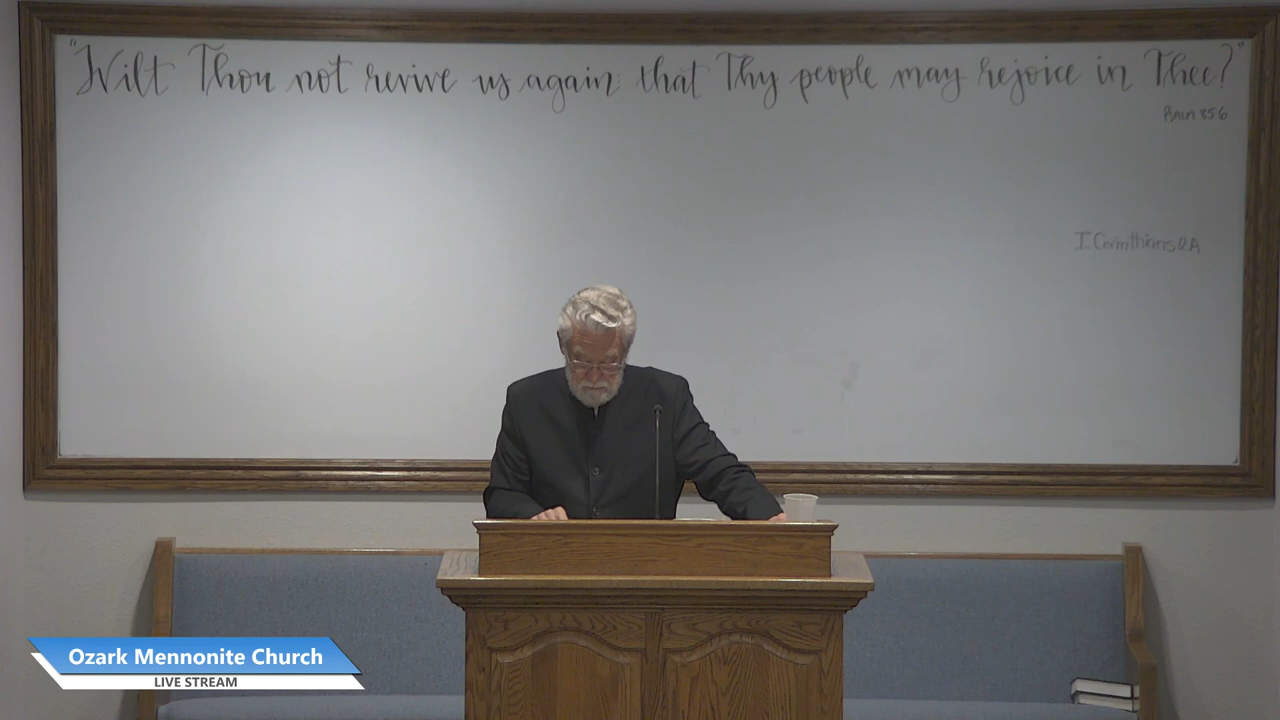 "Wilt Thou not revive us again: that Thy people may rejoice in Thee?"
Psalm 85:6
I Corinthians
Ozark Mennonite Church
LIVE STREAM